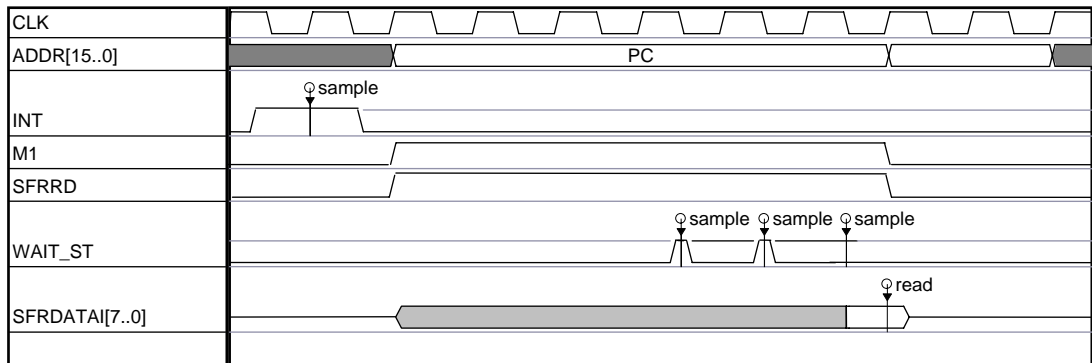 CLK
ADDR[15..0]
PC
sample
INT
M1
SFRRD
sample sample sample
WAIT_ST
read
SFRDATAI[7..0]